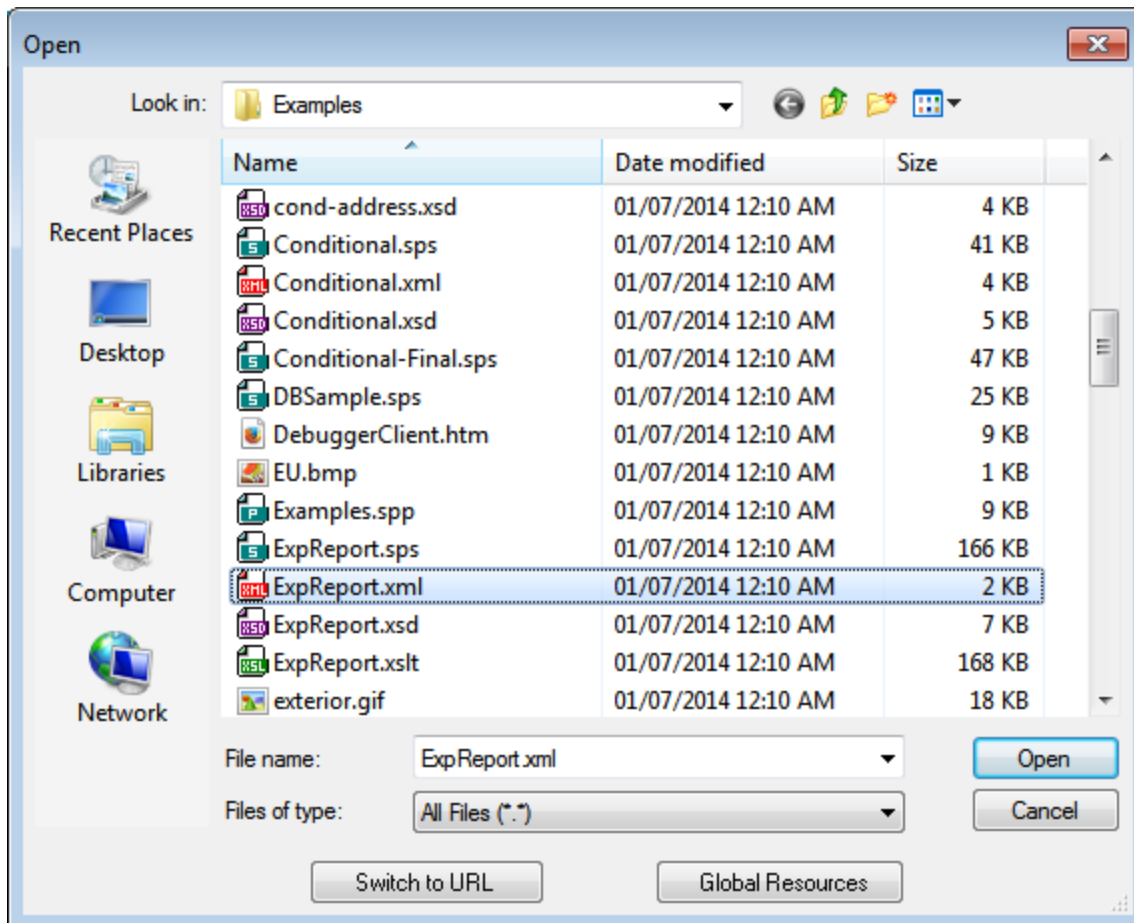 Open
Look in: Examples
Name Date modified Size
Recent Places
Desktop
Libraries
Computer
Network
cond-address.xsd 01/07/2014 12:10 AM 4 KB
Conditional.sps 01/07/2014 12:10 AM 41 KB
Conditional.xml 01/07/2014 12:10 AM 4 KB
Conditional.xsd 01/07/2014 12:10 AM 5 KB
Conditional-Final.sps 01/07/2014 12:10 AM 47 KB
DBSample.sps 01/07/2014 12:10 AM 25 KB
DebuggerClient.htm 01/07/2014 12:10 AM 9 KB
EU.bmp 01/07/2014 12:10 AM 1 KB
Examples.spp 01/07/2014 12:10 AM 9 KB
ExpReport.sps 01/07/2014 12:10 AM 166 KB
ExpReport.xml 01/07/2014 12:10 AM 2 KB
ExpReport.xsd 01/07/2014 12:10 AM 7 KB
ExpReport.xslt 01/07/2014 12:10 AM 168 KB
exterior.gif 01/07/2014 12:10 AM 18 KB
File name: ExpReport.xml Open
Files of type: All Files (*.*) Cancel
Switch to URL Global Resources